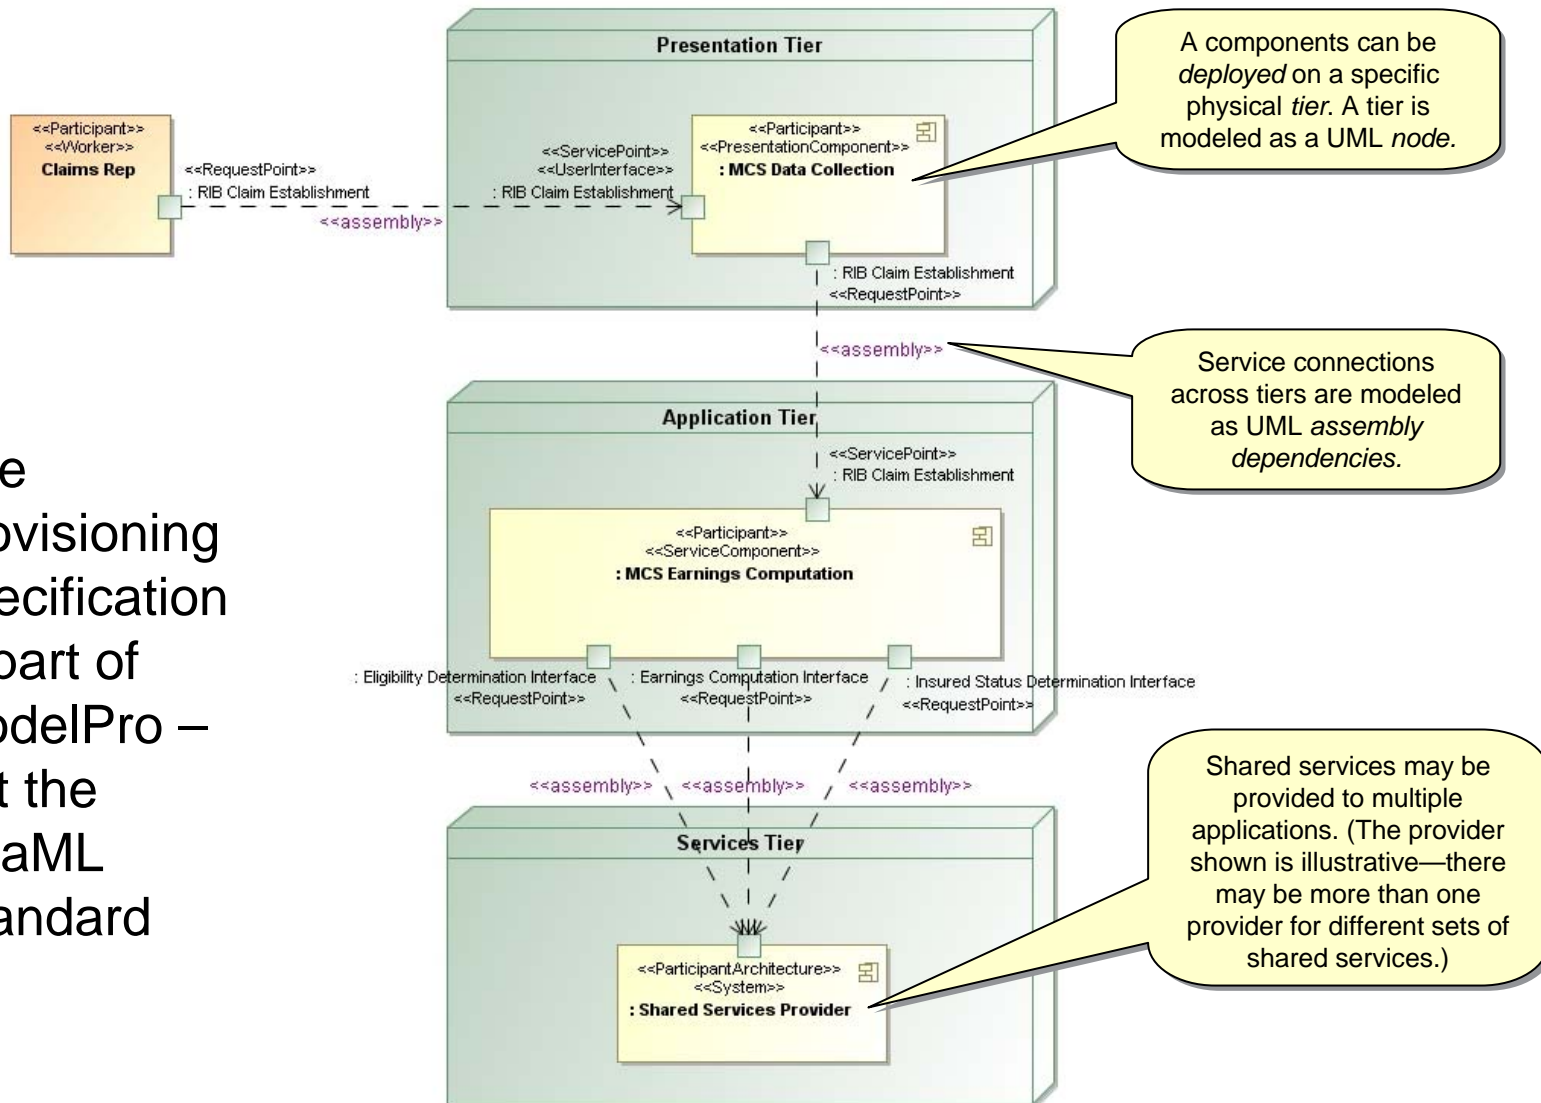 Presentation Tier
A components can be
deployed on a specific
physical tier. A tier is
modeled as a UML node.
<<Participant>>
<<Worker>>
Claims Rep
<<RequestPoint>>
: RIB Claim Establishment
<<assembly>>
<<ServicePoint>>
<<UserInterface>>
: RIB Claim Establishment
<<Participant>>
<<PresentationComponent>>
: MCS Data Collection
: RIB Claim Establishment
<<RequestPoint>>
<<assembly>>
Service connections
across tiers are modeled
as UML assembly
dependencies.
Application Tier
<<ServicePoint>>
: RIB Claim Establishment
<<Participant>>
<<ServiceComponent>>
: MCS Earnings Computation
: Eligibility Determination Interface
<<RequestPoint>>
: Earnings Computation Interface
<<RequestPoint>>
: Insured Status Determination Interface
<<RequestPoint>>
e
ovisioning
ecification
part of
odelPro –
t the
aML
andard
<<assembly>>
<<assembly>>
<<assembly>>
Shared services may be
provided to multiple
applications. (The provider
shown is illustrative—there
may be more than one
provider for different sets of
shared services.)
Services Tier
<<ParticipantArchitecture>>
<<System>>
: Shared Services Provider